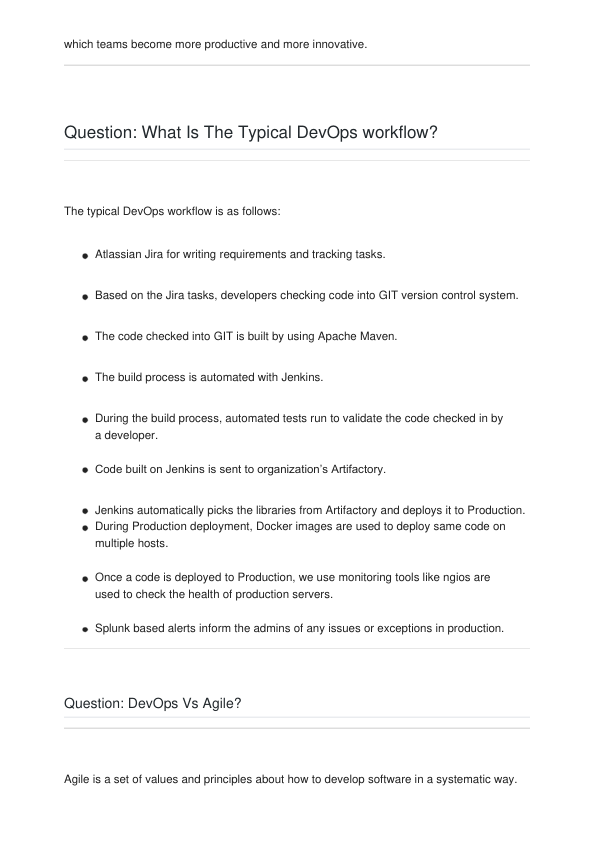 which teams become more productive and more innovative.
Question: What Is The Typical DevOps workflow?
The typical DevOps workflow is as follows:
● Atlassian Jira for writing requirements and tracking tasks.
● Based on the Jira tasks, developers checking code into GIT version control system.
● The code checked into GIT is built by using Apache Maven.
● The build process is automated with Jenkins.
● During the build process, automated tests run to validate the code checked in by
a developer.
● Code built on Jenkins is sent to organization’s Artifactory.
● Jenkins automatically picks the libraries from Artifactory and deploys it to Production.
● During Production deployment, Docker images are used to deploy same code on
multiple hosts.
● Once a code is deployed to Production, we use monitoring tools like ngios are
used to check the health of production servers.
● Splunk based alerts inform the admins of any issues or exceptions in production.
Question: DevOps Vs Agile?
Agile is a set of values and principles about how to develop software in a systematic way.